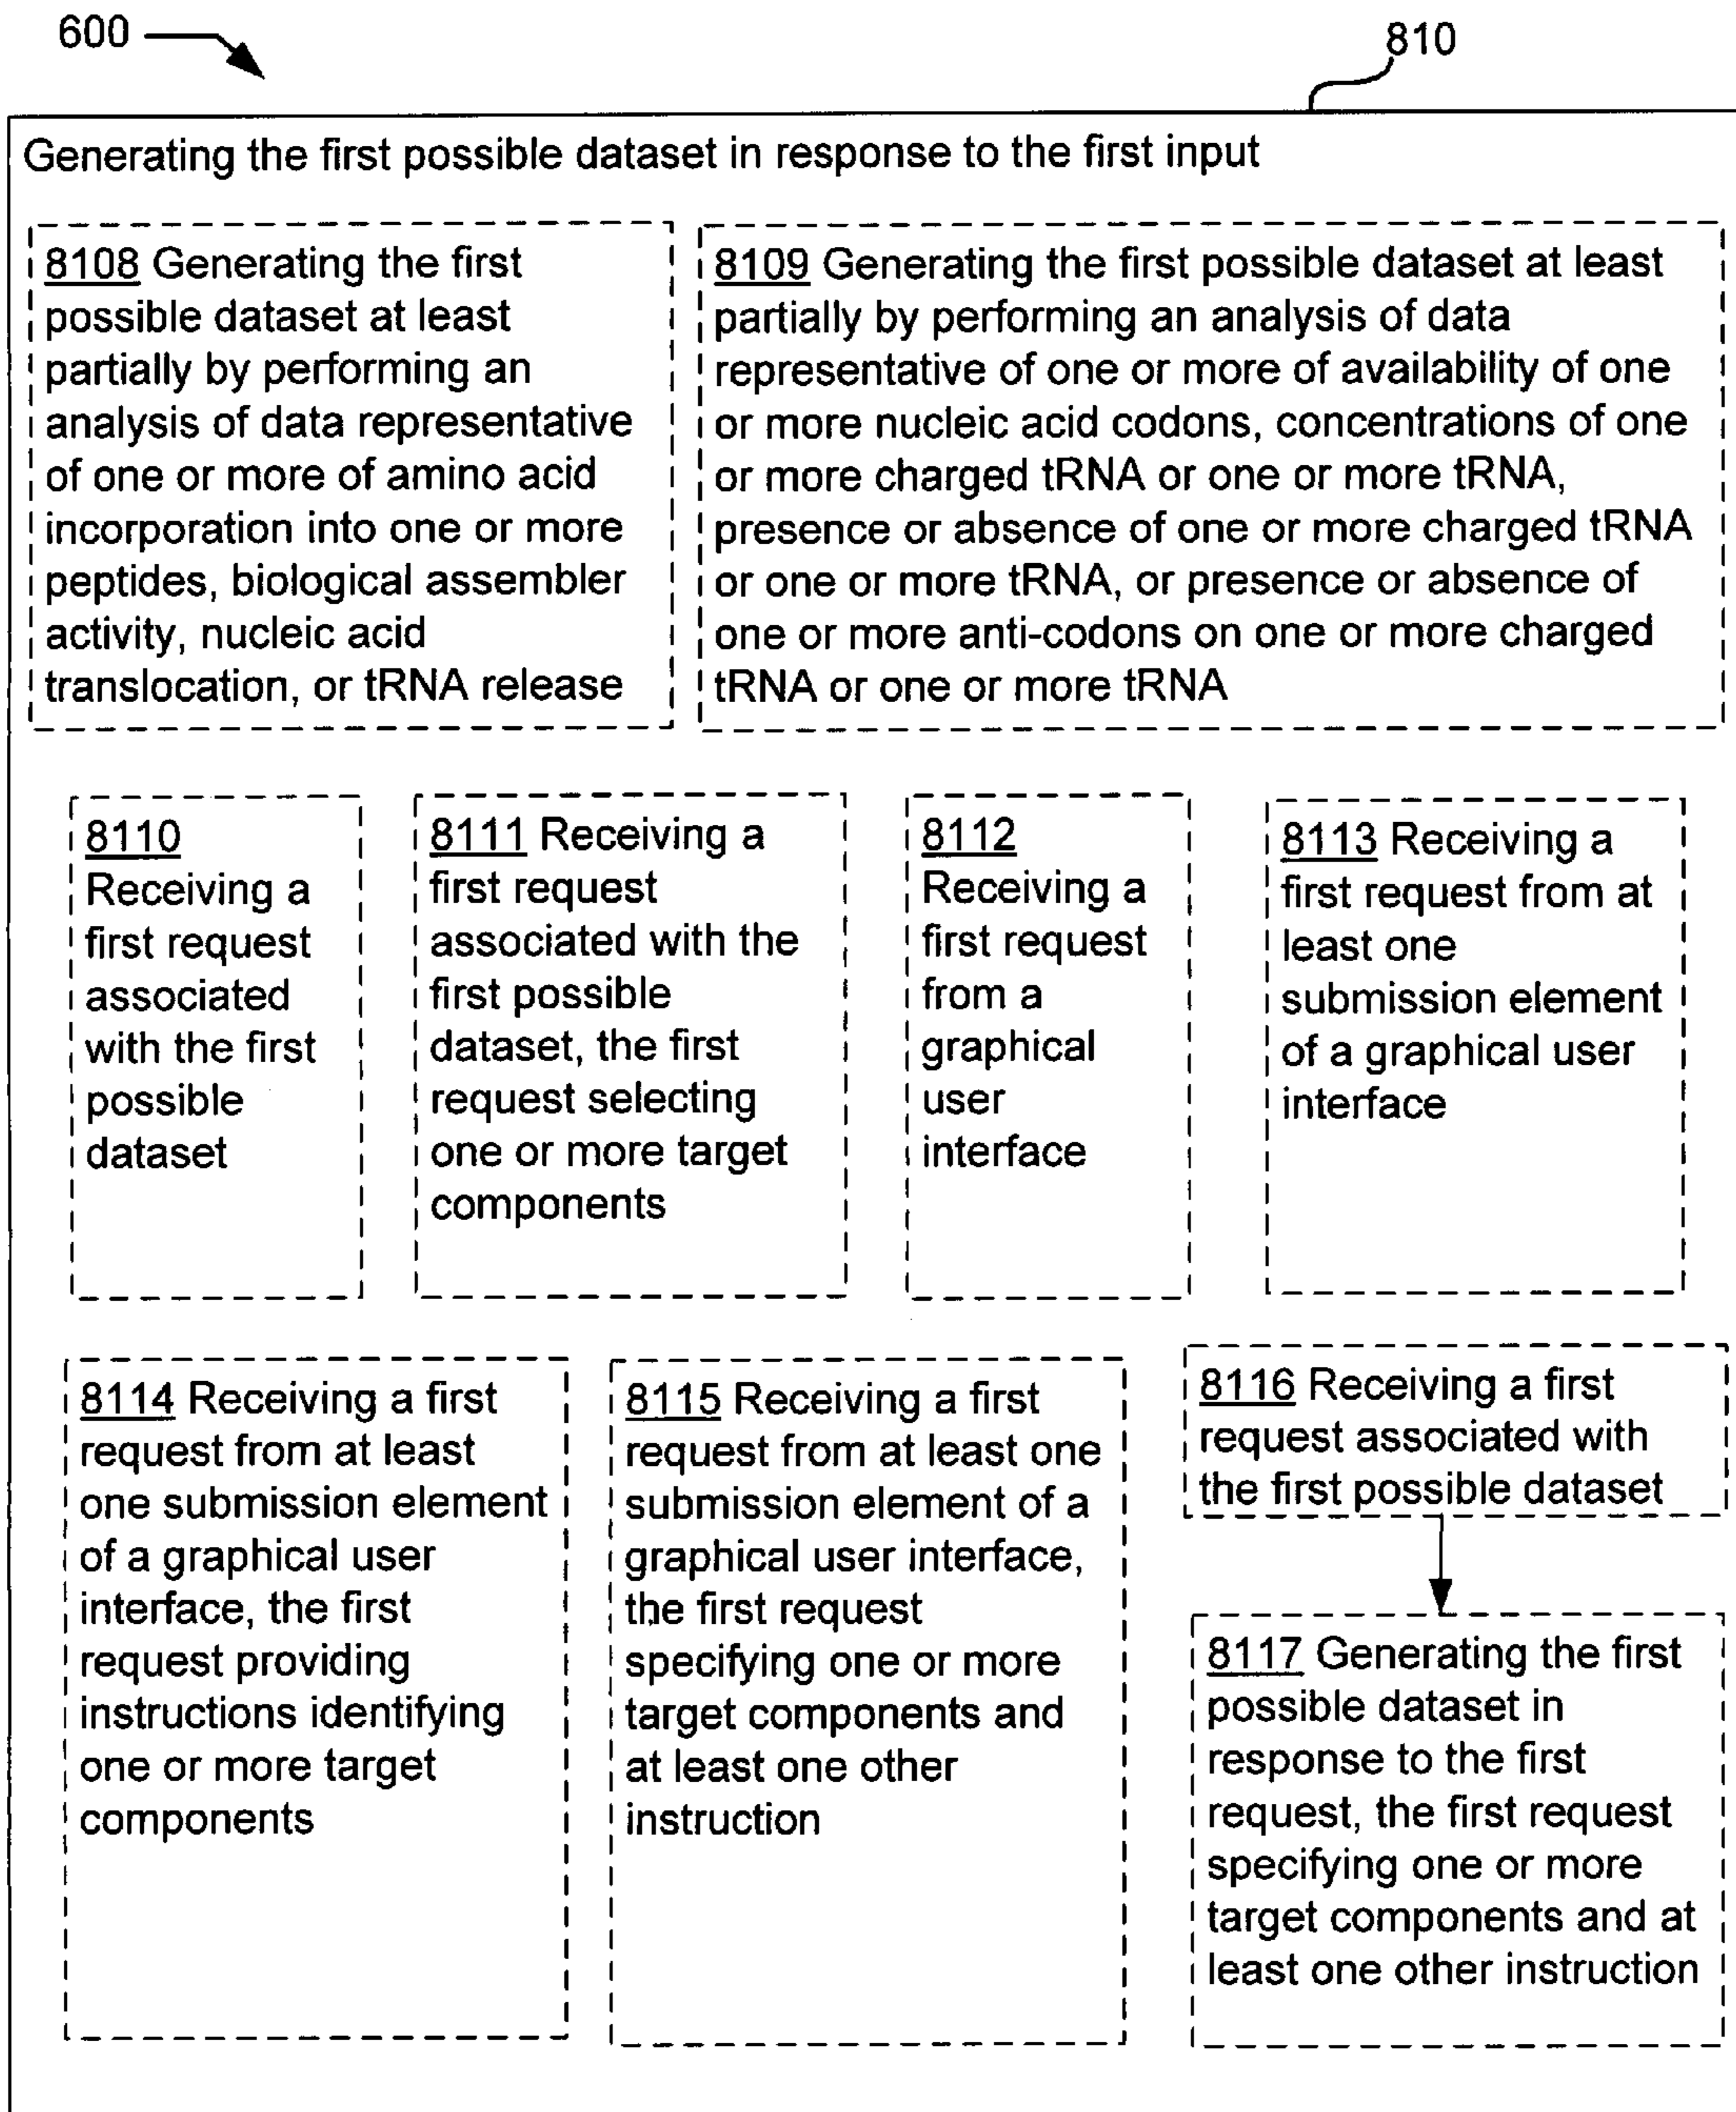 600
810
Generating the first possible dataset in response to the first input
8108 Generating the first
possible dataset at least
partially by performing an
analysis of data representative
of one or more of amino acid
incorporation into one or more
peptides, biological assembler
activity, nucleic acid
translocation, or tRNA release
8109 Generating the first possible dataset at least
partially by performing an analysis of data
representative of one or more of availability of one
or more nucleic acid codons, concentrations of one
or more charged tRNA or one or more tRNA,
presence or absence of one or more charged tRNA
or one or more tRNA, or presence or absence of
one or more anti-codons on one or more charged
tRNA or one or more tRNA
8110
Receiving a
first request
associated
with the first
possible
dataset
8111 Receiving a
first request
associated with the
first possible
dataset, the first
request selecting
one or more target
components
8112
Receiving a
first request
from a
graphical
user
interface
8113 Receiving a
first request from at
least one
submission element
of a graphical user
interface
8114 Receiving a first
request from at least
one submission element
of a graphical user
interface, the first
request providing
instructions identifying
one or more target
components
8115 Receiving a first
request from at least one
submission element of a
graphical user interface,
the first request
specifying one or more
target components and
at least one other
instruction
8116 Receiving a first
request associated with
the first possible dataset
8117 Generating the first
possible dataset in
response to the first
request, the first request
specifying one or more
target components and at
least one other instruction